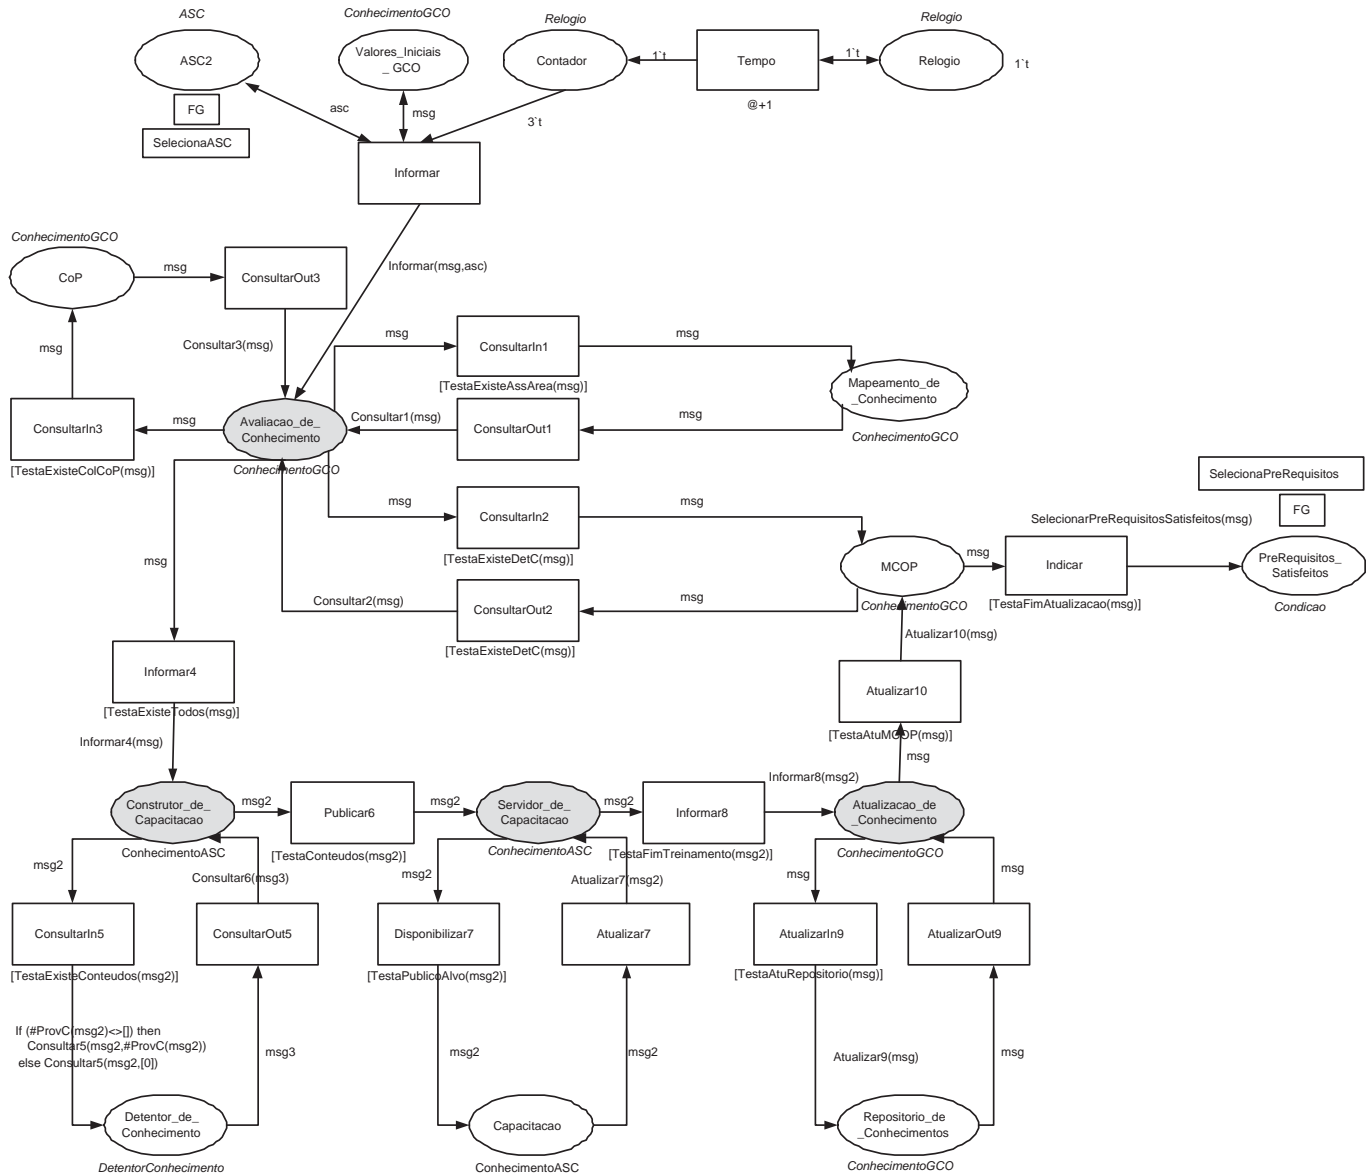 ASC
ConhecimentoGCO
Relogio
Relogio
ASC2
Valores_Iniciais
_ GCO
Contador
1`t
Tempo
1`t
Relogio
1`t
@+1
FG
asc
msg
3`t
SelecionaASC
Informar
ConhecimentoGCO
CoP
msg
ConsultarOut3
Informar(msg,asc)
msg
Consultar3(msg)
msg
ConsultarIn1
msg
[TestaExisteAssArea(msg)]
Mapeamento_de
_Conhecimento
ConhecimentoGCO
ConsultarIn3
msg
Avaliacao_de_
Conhecimento
ConhecimentoGCO
Consultar1(msg)
ConsultarOut1
msg
[TestaExisteColCoP(msg)]
msg
ConsultarIn2
msg
[TestaExisteDetC(msg)]
SelecionaPreRequisitos
FG
SelecionarPreRequisitosSatisfeitos(msg)
msg
MCOP
ConhecimentoGCO
msg
Indicar
[TestaFimAtualizacao(msg)]
PreRequisitos_
Satisfeitos
Condicao
Consultar2(msg)
ConsultarOut2
msg
[TestaExisteDetC(msg)]
Atualizar10(msg)
Informar4
[TestaExisteTodos(msg)]
Atualizar10
[TestaAtuMCOP(msg)]
Informar4(msg)
msg
Construtor_de_
Capacitacao
ConhecimentoASC
msg2
Publicar6
[TestaConteudos(msg2)]
msg2
Servidor_de_
Capacitacao
ConhecimentoASC
msg2
Informar8
[TestaFimTreinamento(msg2)]
Informar8(msg2)
Atualizacao_de
_Conhecimento
ConhecimentoGCO
msg2
Consultar6(msg3)
msg2
Atualizar7(msg2)
msg
msg
ConsultarIn5
ConsultarOut5
Disponibilizar7
Atualizar7
AtualizarIn9
AtualizarOut9
[TestaExisteConteudos(msg2)]
[TestaPublicoAlvo(msg2)]
[TestaAtuRepositorio(msg)]
If (#ProvC(msg2)<>[]) then
Consultar5(msg2,#ProvC(msg2))
else Consultar5(msg2,[0])
msg3
msg2
msg2
Atualizar9(msg)
msg
Detentor_de_
Conhecimento
DetentorConhecimento
Capacitacao
ConhecimentoASC
Repositorio_de
_Conhecimentos
ConhecimentoGCO